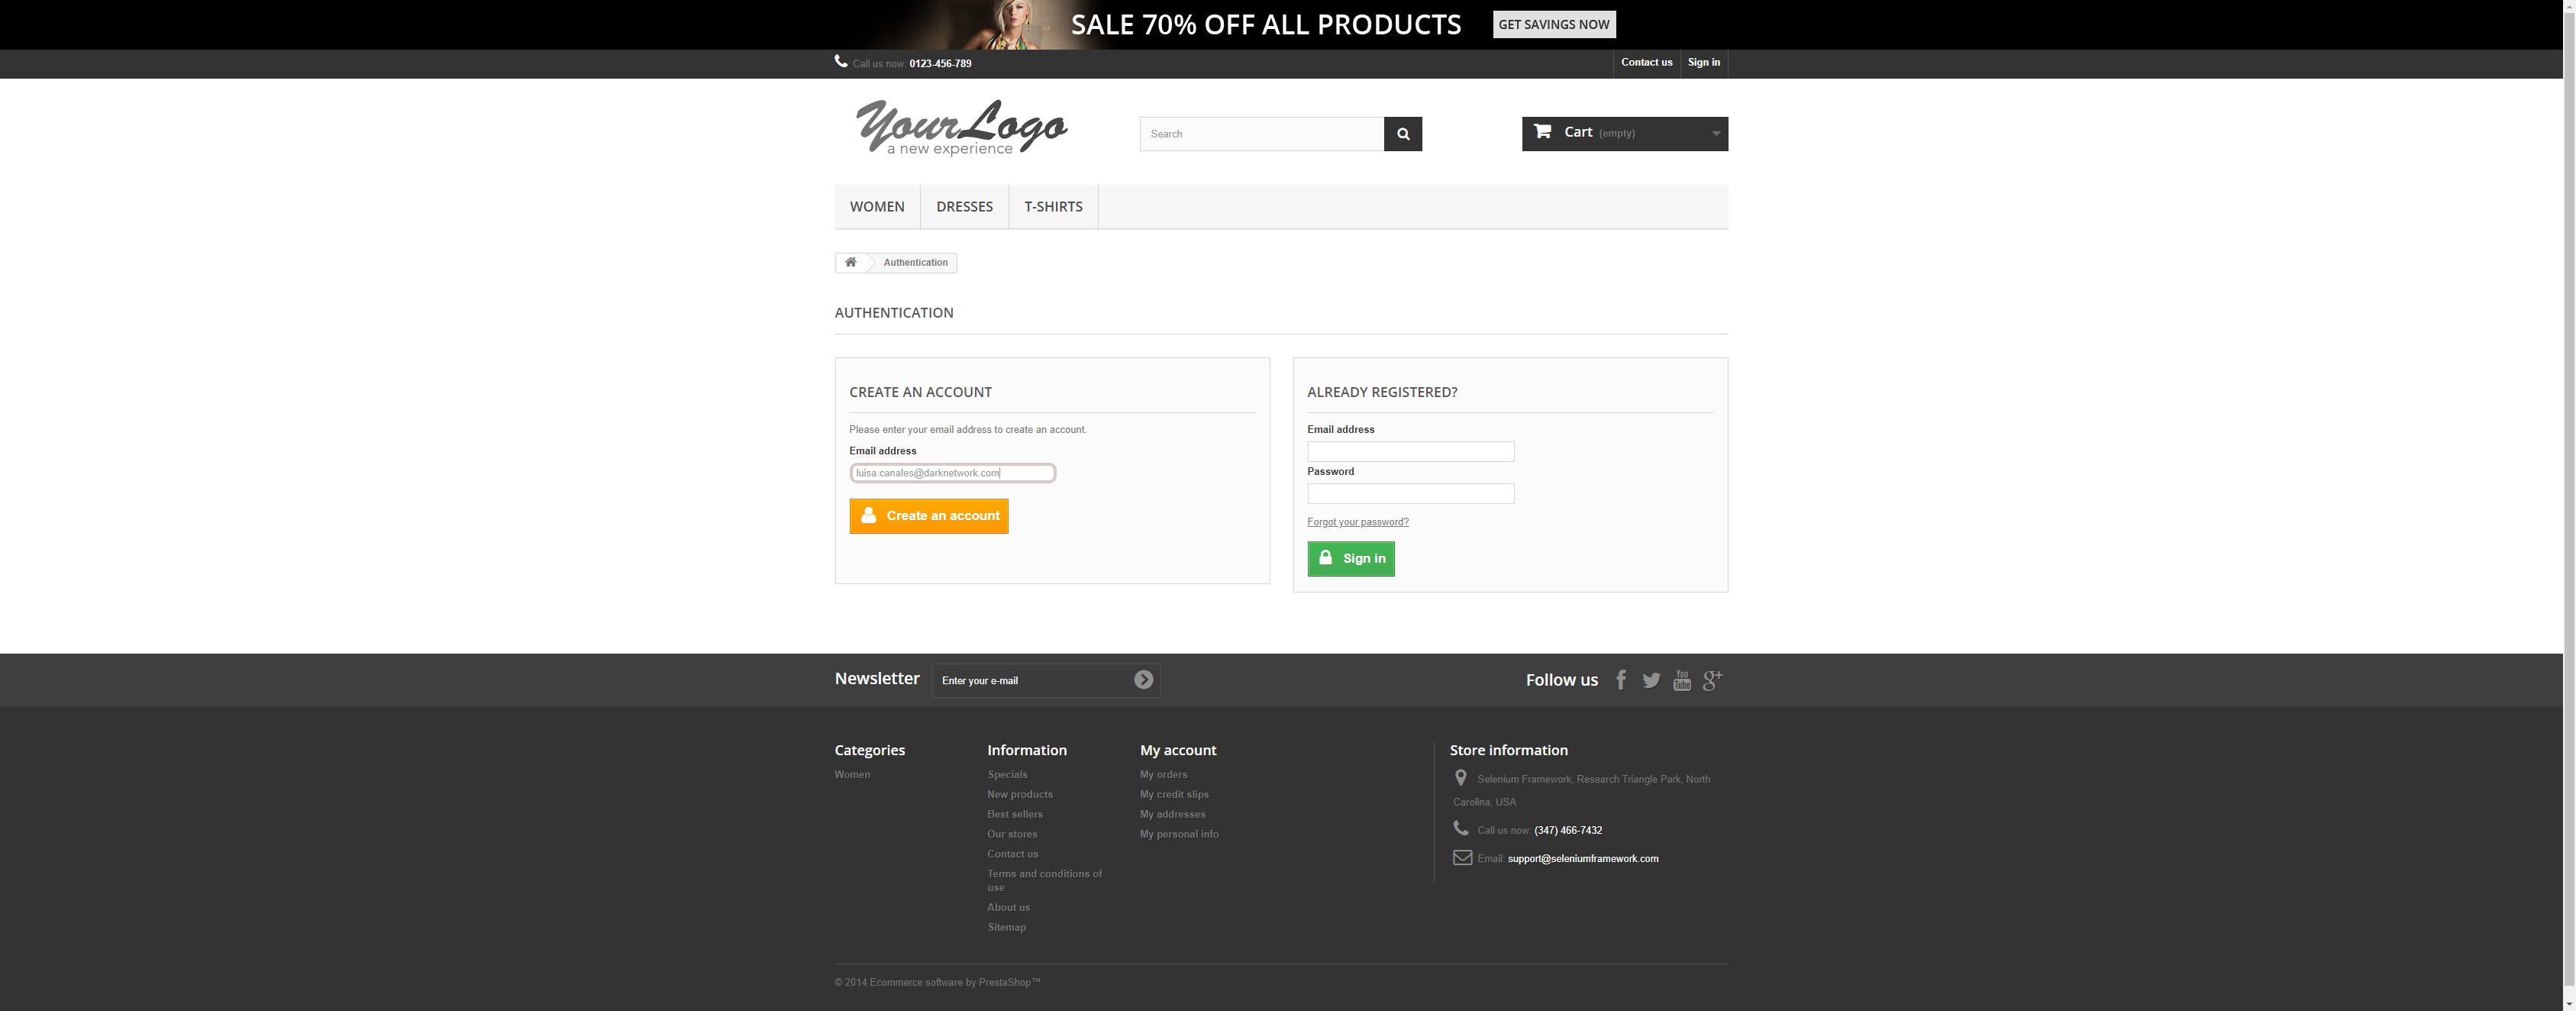 SALE 70% OFF ALL PRODUCTS GET SAVINGS NOW
Call us now: 0123-456-789 Contact us Sign in
YourLogo
a new experience
Search
Cart (empty)
WOMEN DRESSES T-SHIRTS
Authentication
AUTHENTICATION
CREATE AN ACCOUNT
Please enter your email address to create an account.
Email address
luisa.canales@darknetwork.com
Create an account
ALREADY REGISTERED?
Email address
Password
Forgot your password?
Sign in
Newsletter Enter your e-mail
Follow us f You Tube g+
Categories
Women
Information
Specials
New products
Best sellers
Our stores
Contact us
Terms and conditions of
use
About us
Sitemap
My account
My orders
My credit slips
My addresses
My personal info
Store information
Selenium Framework, Research Triangle Park, North
Carolina, USA
Call us now: (347) 466-7432
Email: support@seleniumframework.com
© 2014 Ecommerce software by PrestaShop™